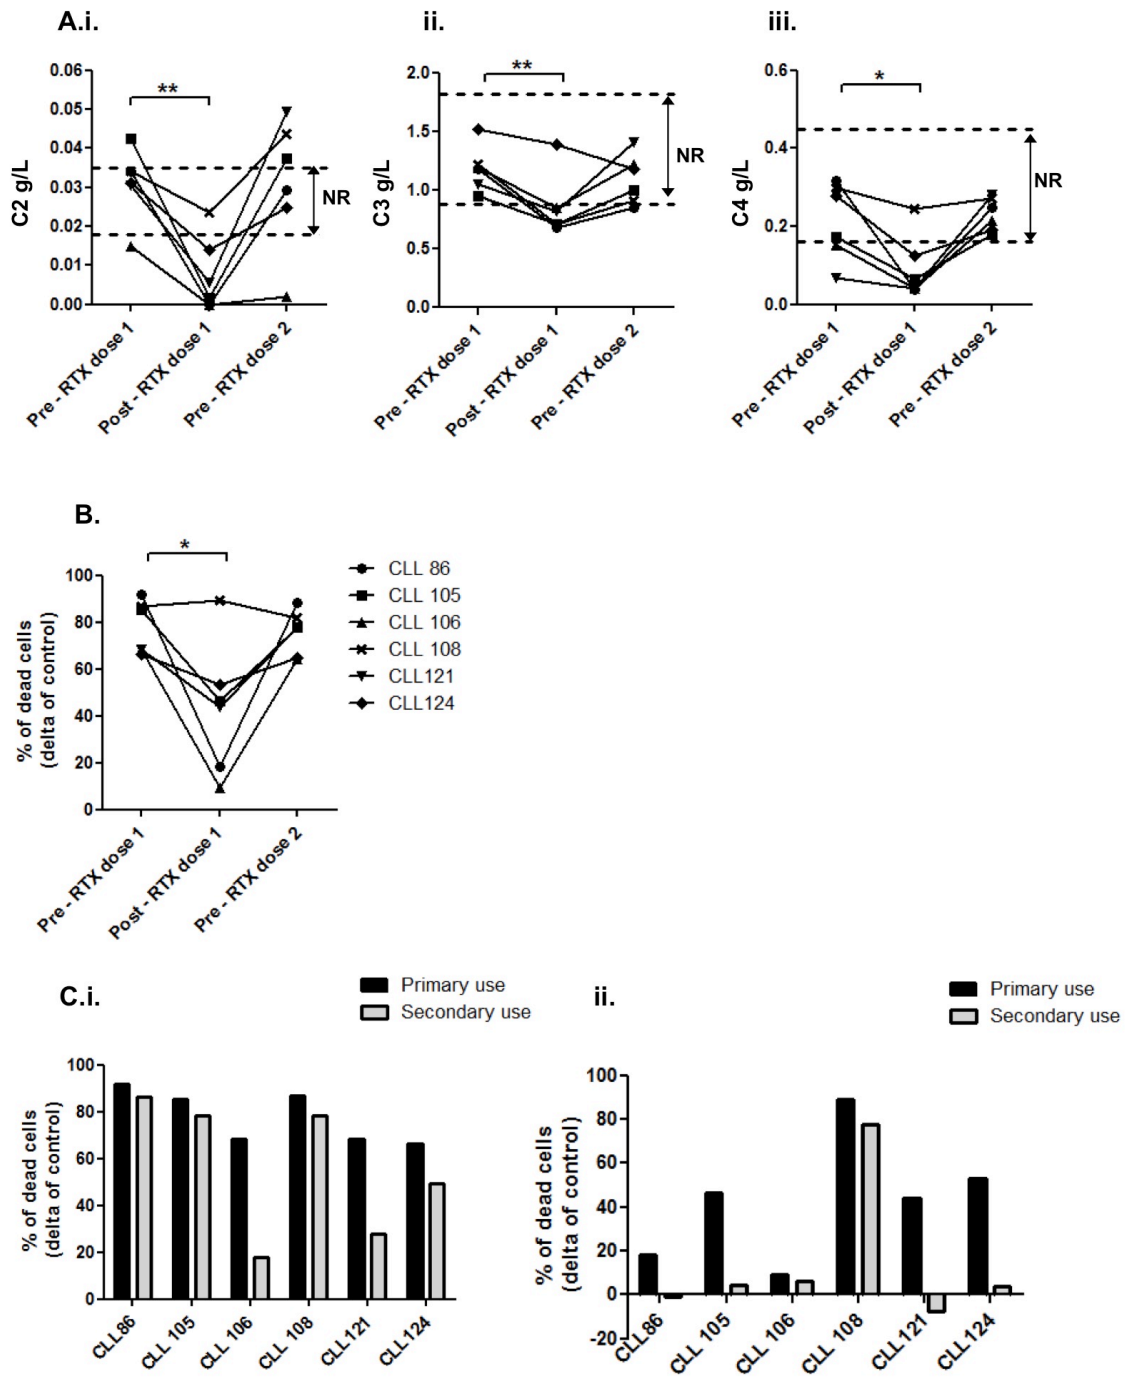 A.i.
ii.
iii.
0.06
0.05
0.04
0.03
0.02
0.01
0.00
C2 g/L
**
NR
Pre - RTX dose 1
Post - RTX dose 1
Pre - RTX dose 2
2.0
1.5
1.0
0.5
0.0
C3 g/L
**
NR
Pre - RTX dose 1
Post - RTX dose 1
Pre - RTX dose 2
0.6
0.4
0.2
0.0
C4 g/L
*
NR
Pre - RTX dose 1
Post - RTX dose 1
Pre - RTX dose 2
B.
*
100
80
60
40
20
0
% of dead cells
(delta of control)
Pre - RTX dose 1
Post - RTX dose 1
Pre - RTX dose 2
CLL 86
CLL 105
CLL 106
CLL 108
CLL121
CLL124
C.i.
Primary use
Secondary use
100
80
60
40
20
0
% of dead cells
(delta of control)
CLL86
CLL 105
CLL 106
CLL 108
CLL121
CLL124
ii.
Primary use
Secondary use
100
80
60
40
20
0
-20
% of dead cells
(delta of control)
CLL86
CLL 105
CLL 106
CLL 108
CLL121
CLL124